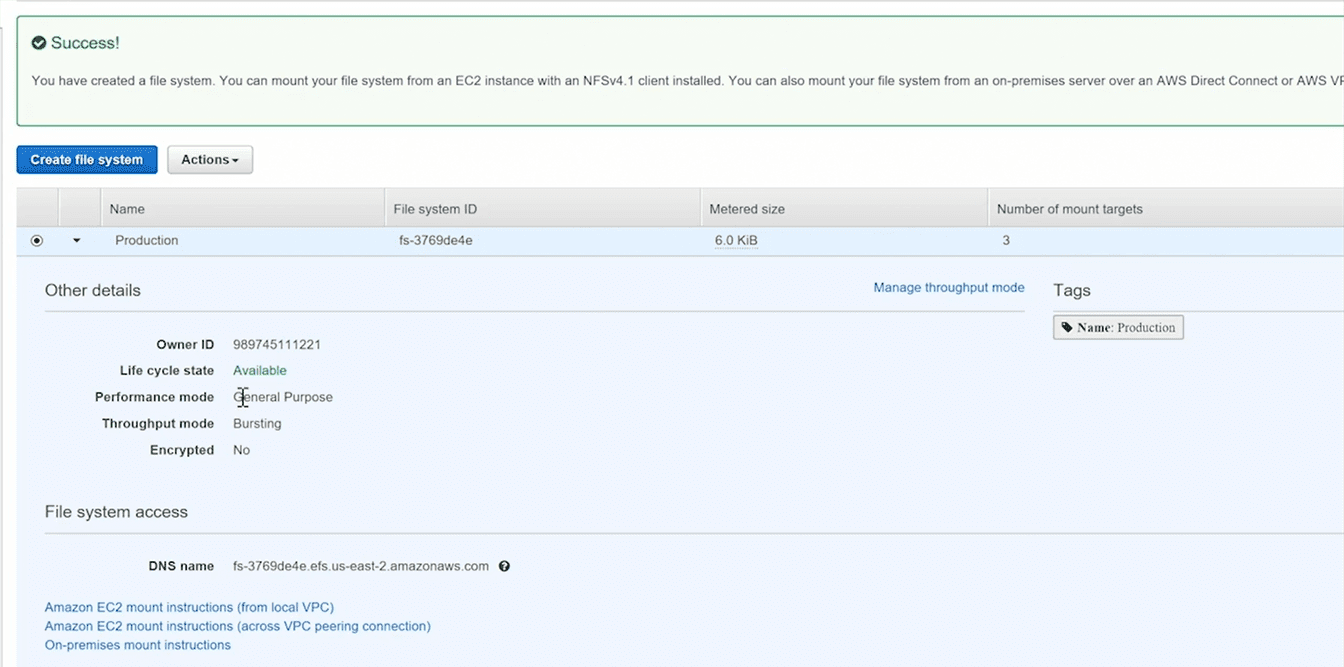 Success!
You have created a file system. You can mount your file system from an EC2 instance with an NFSv4.1 client installed. You can also mount your file system from an on-premises server over an AWS Direct Connect or AWS
Create file system
Actions
Name File system ID Metered size Number of mount targets
Production fs-3769de4e 6.0 KiB 3
Other details Manage throughput mode Tags
Name: Production
Owner ID 989745111221
Life cycle state Available
Performance mode General Purpose
Throughput mode Bursting
Encrypted No
File system access
DNS name fs-3769de4e.efs.us-east-2.amazonaws.com
Amazon EC2 mount instructions (from local VPC)
Amazon EC2 mount instructions (across VPC peering connection)
On-premises mount instructions